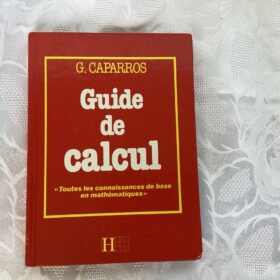 G. CAPARROS
Guide
de
calcul
«Toutes les connaissances de base
en mathématiques»
H